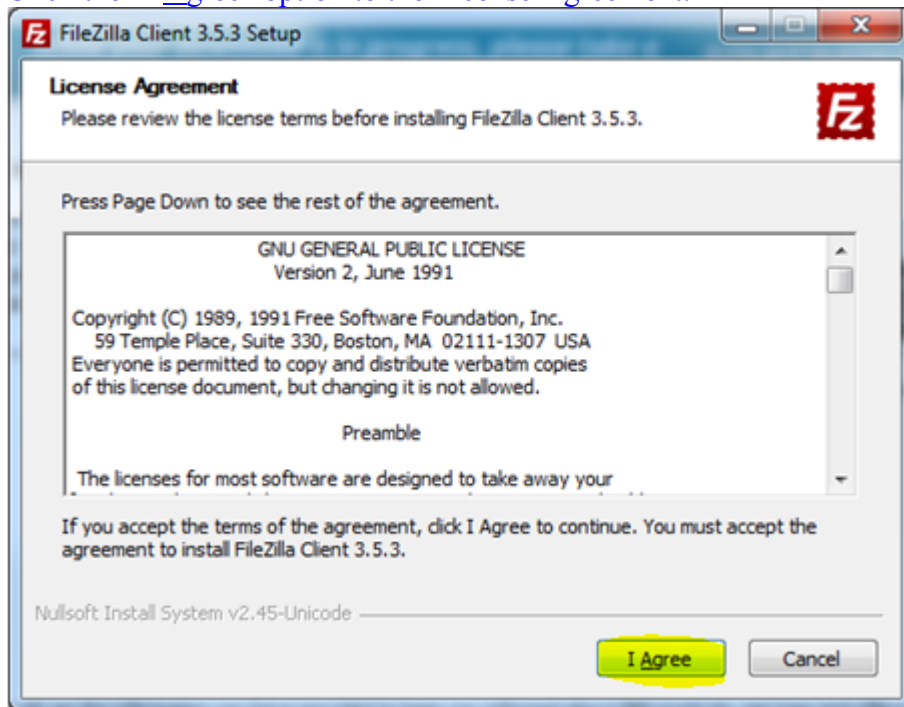 FileZilla Client 3.5.3 Setup
License Agreement
Please review the license terms before installing FileZilla Client 3.5.3.
Fz
Press Page Down to see the rest of the agreement.
GNU GENERAL PUBLIC LICENSE
Version 2, June 1991
Copyright (C) 1989, 1991 Free Software Foundation, Inc.
59 Temple Place, Suite 330, Boston, MA 02111-1307 USA
Everyone is permitted to copy and distribute verbatim copies
of this license document, but changing it is not allowed.
Preamble
The licenses for most software are designed to take away your
If you accept the terms of the agreement, click I Agree to continue. You must accept the
agreement to install FileZilla Client 3.5.3.
Nullsoft Install System v2.45-Unicode
I Agree
Cancel